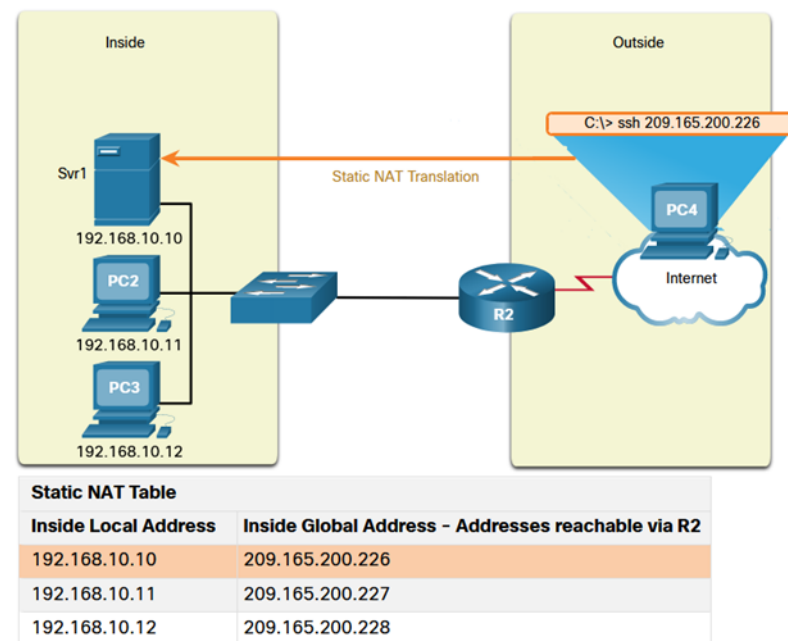 Inside
Outside
C:\> ssh 209.165.200.226
Svr1
Static NAT Translation
PC4
192.168.10.10
Internet
PC2
R2
192.168.10.11
PC3
192.168.10.12
Static NAT Table
Inside Local Address Inside Global Address - Addresses reachable via R2
192.168.10.10 209.165.200.226
192.168.10.11 209.165.200.227
192.168.10.12 209.165.200.228